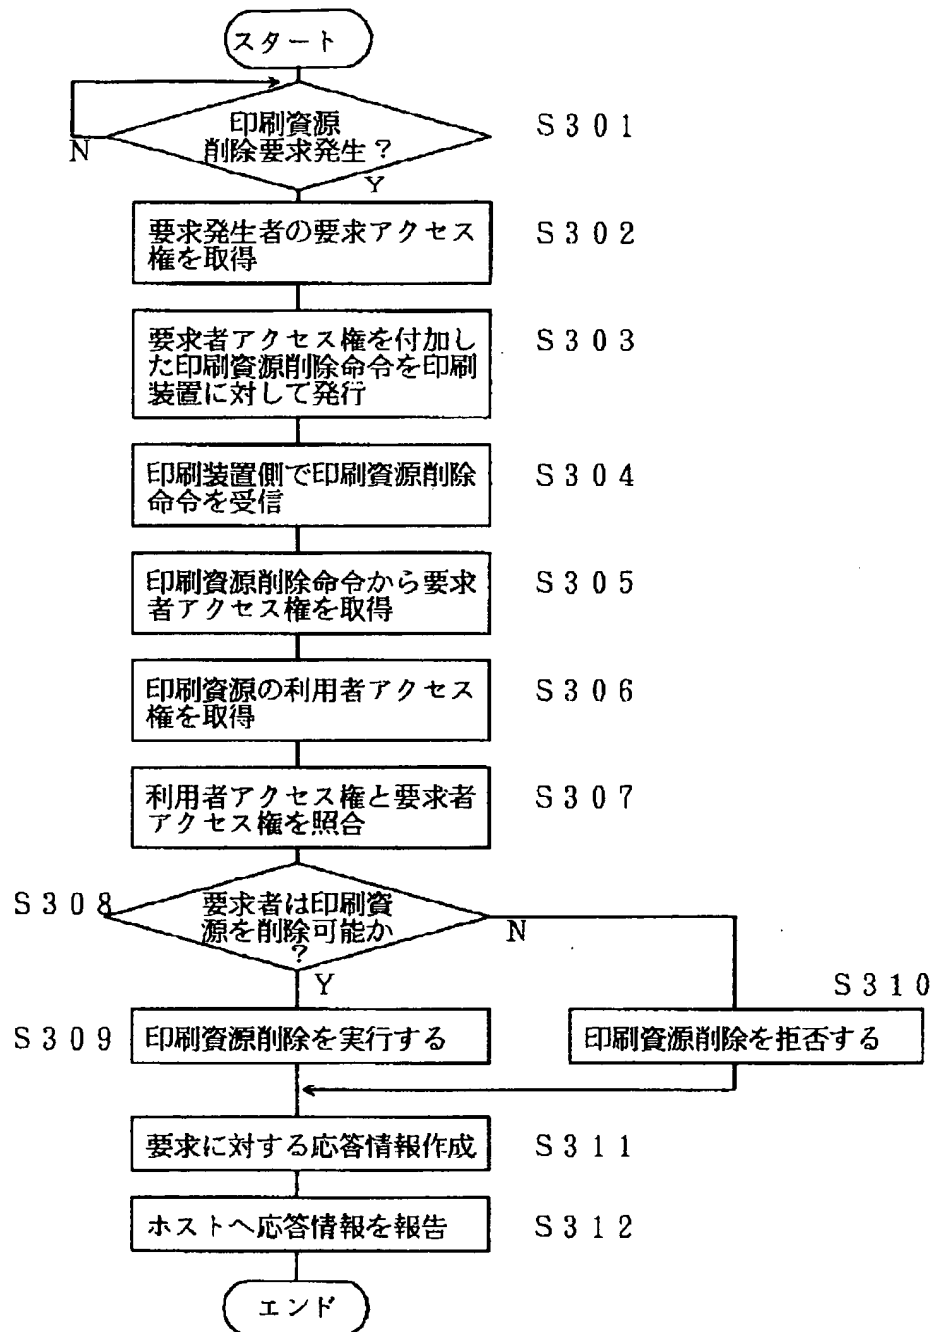 スタート
印刷資源
削除要求発生？
S301
N
Y
要求発生者の要求アクセス
権を取得
S302
要求者アクセス権を付加し
た印刷資源削除命令を印刷
装置に対して発行
S303
印刷装置側で印刷資源削除
命令を受信
S304
印刷資源削除命令から要求
者アクセス権を取得
S305
印刷資源の利用者アクセス
権を取得
S306
利用者アクセス権と要求者
アクセス権を照合
S307
S308
要求者は印刷資
源を削除可能か
？
N
Y
S310
S309
印刷資源削除を実行する
印刷資源削除を拒否する
要求に対する応答情報作成
S311
ホストへ応答情報を報告
S312
エンド